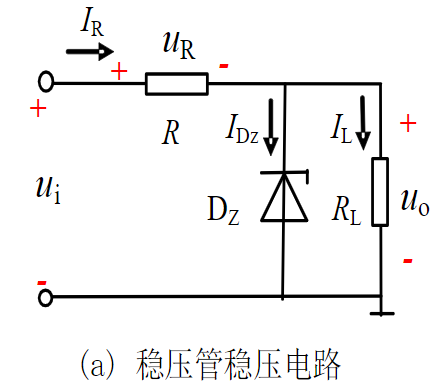 I_R
+ u_R -
+ R I_Dz I_L +
u_i D_Z R_L u_o
- -
(a) 稳压管稳压电路